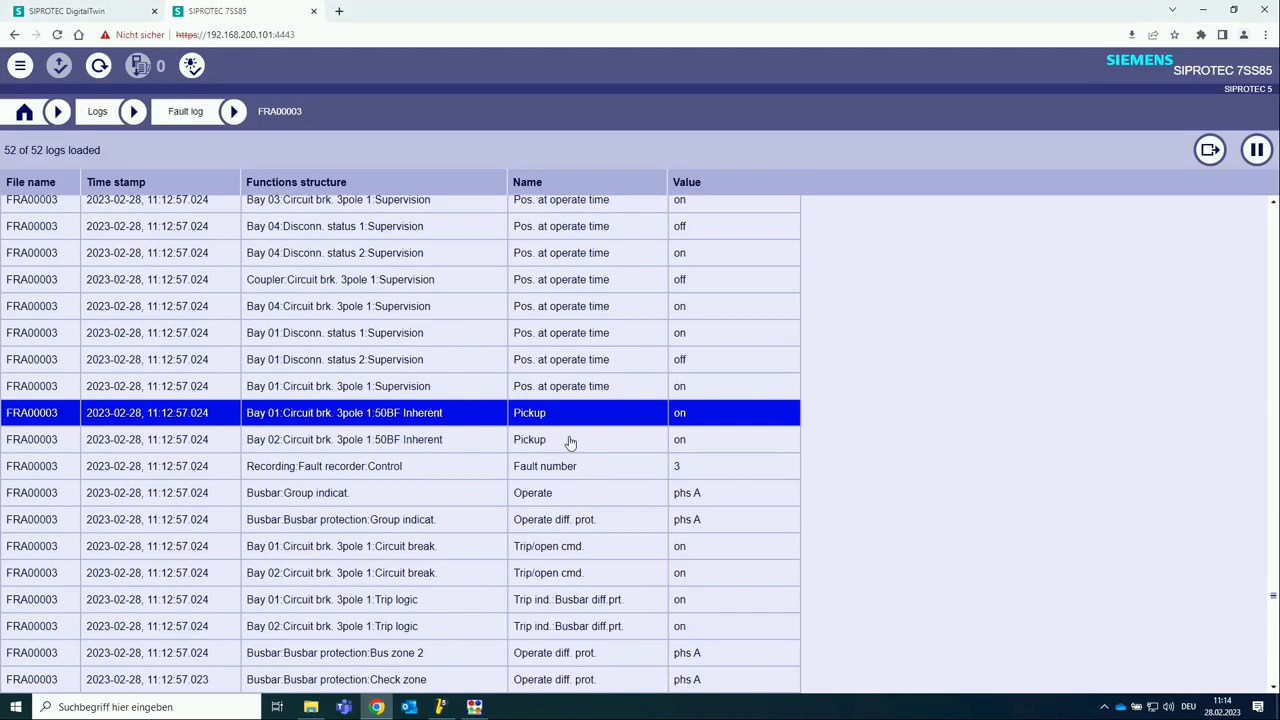 SIPROTEC DigitalTwin
SIPROTEC 7SS85
Nicht sicher https://192.168.200.101:4443
0
SIEMENS
SIPROTEC 7SS85
SIPROTEC 5
Logs Fault log FRA00003
52 of 52 logs loaded
File name Time stamp Functions structure Name Value
FRA00003 2023-02-28, 11:12:57.024 Bay 03:Circuit brk. 3pole 1:Supervision Pos. at operate time on
FRA00003 2023-02-28, 11:12:57.024 Bay 04:Disconn. status 1:Supervision Pos. at operate time off
FRA00003 2023-02-28, 11:12:57.024 Bay 04:Disconn. status 2:Supervision Pos. at operate time on
FRA00003 2023-02-28, 11:12:57.024 Coupler:Circuit brk. 3pole 1:Supervision Pos. at operate time off
FRA00003 2023-02-28, 11:12:57.024 Bay 04:Circuit brk. 3pole 1:Supervision Pos. at operate time on
FRA00003 2023-02-28, 11:12:57.024 Bay 01:Disconn. status 1:Supervision Pos. at operate time on
FRA00003 2023-02-28, 11:12:57.024 Bay 01:Disconn. status 2:Supervision Pos. at operate time off
FRA00003 2023-02-28, 11:12:57.024 Bay 01:Circuit brk. 3pole 1:Supervision Pos. at operate time on
FRA00003 2023-02-28, 11:12:57.024 Bay 01:Circuit brk. 3pole 1:50BF Inherent Pickup on
FRA00003 2023-02-28, 11:12:57.024 Bay 02:Circuit brk. 3pole 1:50BF Inherent Pickup on
FRA00003 2023-02-28, 11:12:57.024 Recording:Fault recorder:Control Fault number 3
FRA00003 2023-02-28, 11:12:57.024 Busbar:Group indicat. Operate phs A
FRA00003 2023-02-28, 11:12:57.024 Busbar:Busbar protection:Group indicat. Operate diff. prot. phs A
FRA00003 2023-02-28, 11:12:57.024 Bay 01:Circuit brk. 3pole 1:Circuit break. Trip/open cmd. on
FRA00003 2023-02-28, 11:12:57.024 Bay 02:Circuit brk. 3pole 1:Circuit break. Trip/open cmd. on
FRA00003 2023-02-28, 11:12:57.024 Bay 01:Circuit brk. 3pole 1:Trip logic Trip ind.:Busbar diff.prt. on
FRA00003 2023-02-28, 11:12:57.024 Bay 02:Circuit brk. 3pole 1:Trip logic Trip ind.:Busbar diff.prt. on
FRA00003 2023-02-28, 11:12:57.024 Busbar:Busbar protection:Bus zone 2 Operate diff. prot. phs A
FRA00003 2023-02-28, 11:12:57.023 Busbar:Busbar protection:Check zone Operate diff. prot. phs A
Suchbegriff hier eingeben
DEU
11:14
28.02.2023